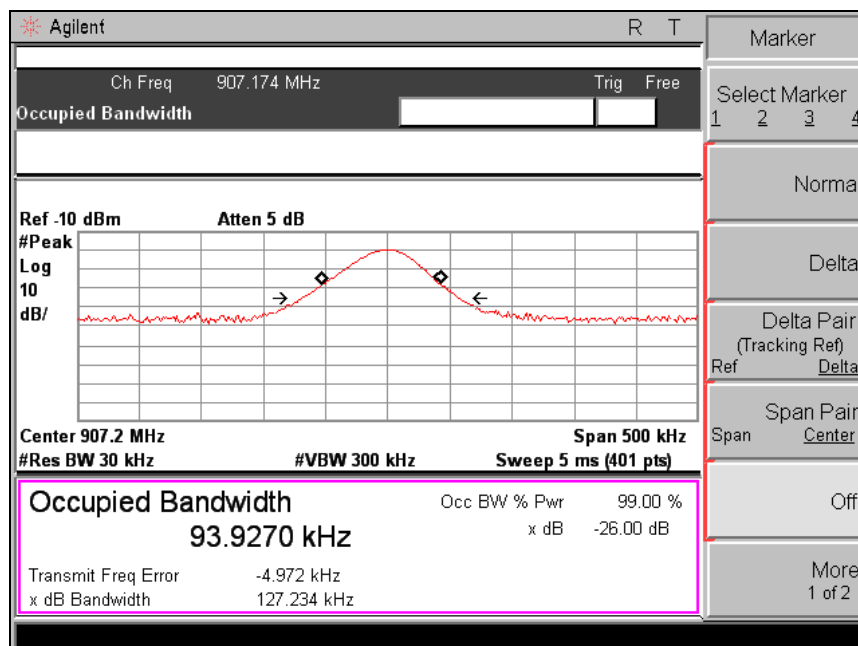 Agilent R T
Marker
Ch Freq 907.174 MHz Trig Free
Occupied Bandwidth
Select Marker
1 2 3 4
Norma
Ref -10 dBm Atten 5 dB
#Peak
Log
10
dB/
Delta
Delta Pair
(Tracking Ref)
Ref Delta
Span Pair
Span Center
Center 907.2 MHz Span 500 kHz
#Res BW 30 kHz #VBW 300 kHz Sweep 5 ms (401 pts)
Occupied Bandwidth Occ BW % Pwr 99.00 %
93.9270 kHz x dB -26.00 dB
Off
Transmit Freq Error -4.972 kHz
x dB Bandwidth 127.234 kHz
More
1 of 2